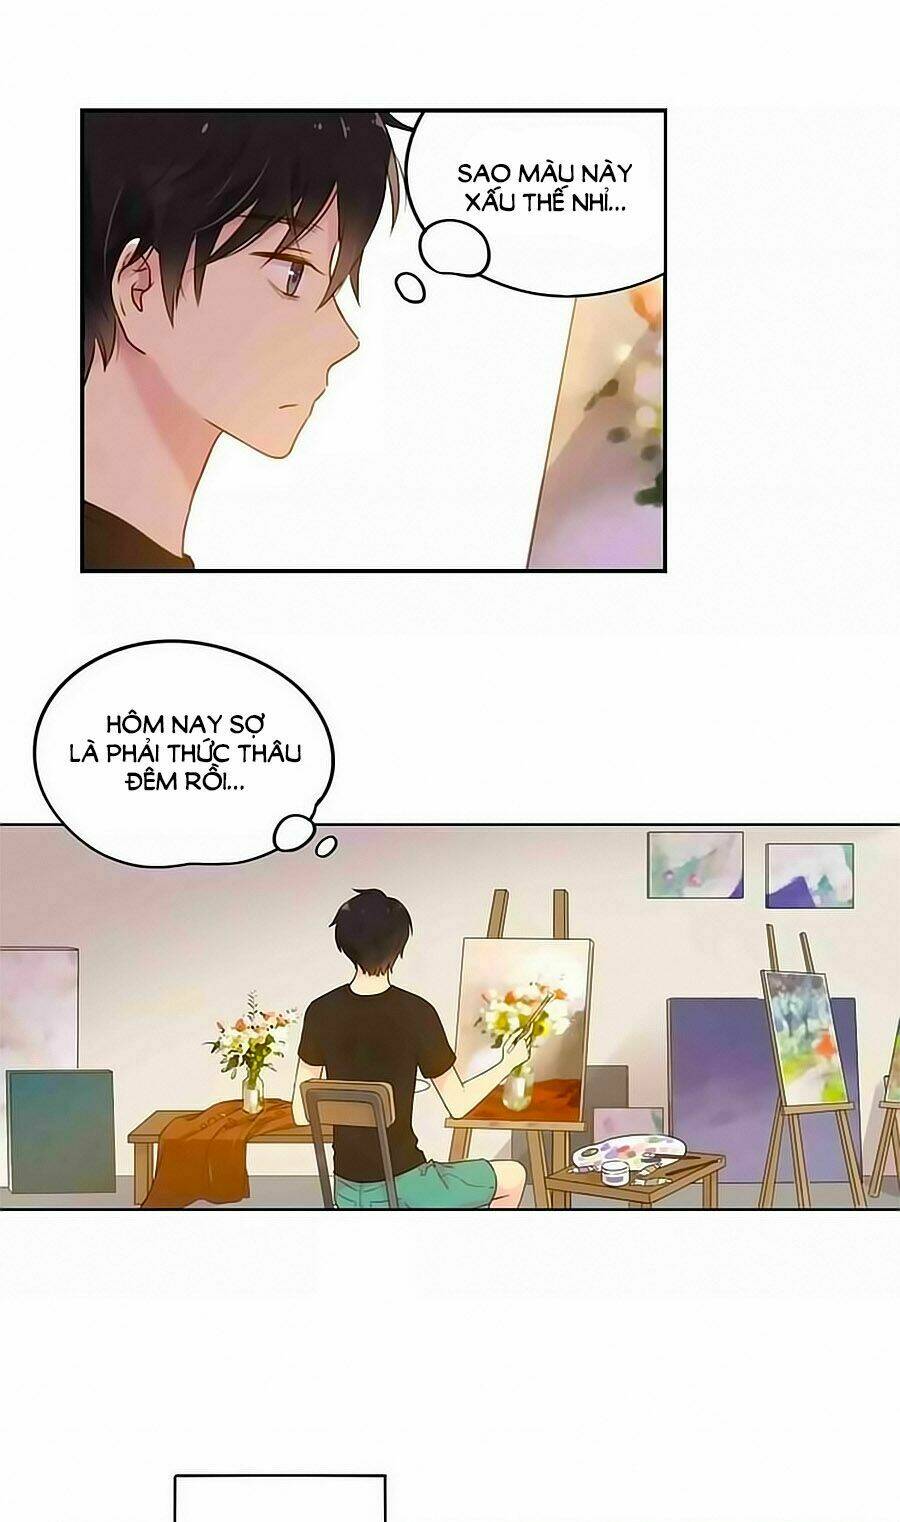 SAO MÀU NÀY
XẤU THẾ NHỈ...
HÔM NAY SỢ
LÀ PHẢI THỨC THÂU
ĐÊM RỒI...